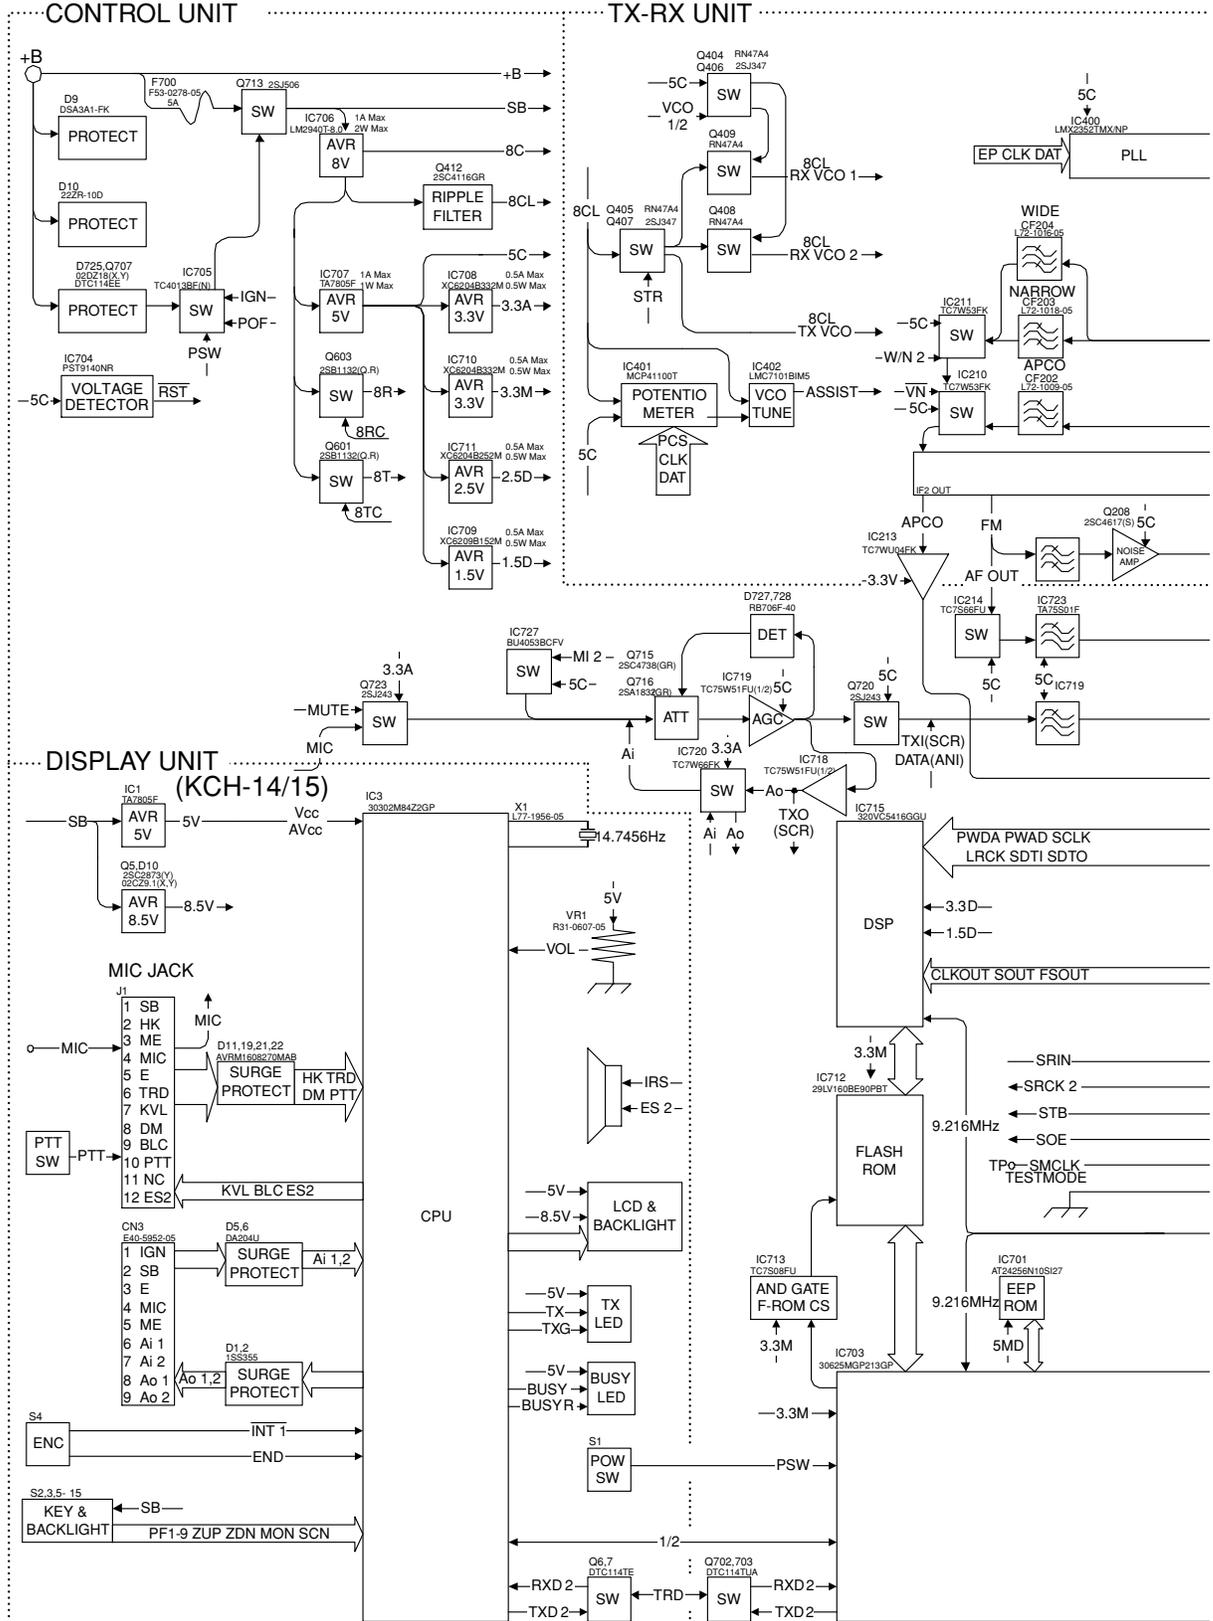 CONTROL UNIT
TX-RX UNIT
+B
F700
F53-0278-05
5A
Q713 2SJ506
SW
+B
SB
D9
DSA3A1-FK
PROTECT
IC706
LM2940T-8.0
1A Max
2W Max
AVR
8V
8C
Q412
2SC4116GR
RIPPLE
FILTER
8CL
D10
22ZR-10D
PROTECT
D725,Q707
02DZ18(X,Y)
DTC114EE
PROTECT
IC705
TC4013BF(N)
SW
IGN
POF
PSW
IC704
PST9140NR
5C
VOLTAGE
DETECTOR
RST
IC707
TA7805F
1A Max
1W Max
AVR
5V
5C
IC708
XC6204B332M
0.5A Max
0.5W Max
AVR
3.3V
3.3A
Q603
2SB1132(Q,R)
SW
8R
8RC
IC710
XC6204B332M
0.5A Max
0.5W Max
AVR
3.3V
3.3M
Q601
2SB1132(Q,R)
SW
8T
8TC
IC711
XC6204B252M
0.5A Max
0.5W Max
AVR
2.5V
2.5D
IC709
XC6209B152M
0.5A Max
0.5W Max
AVR
1.5V
1.5D
Q404
Q406
RN47A4
2SJ347
5C
SW
VCO
1/2
Q409
RN47A4
SW
8CL
RX VCO 1
8CL
Q405
Q407
RN47A4
2SJ347
SW
STR
Q408
RN47A4
SW
8CL
RX VCO 2
8CL
TX VCO
IC401
MCP41100T
POTENTIO
METER
IC402
LMC7101BIM5
VCO
TUNE
ASSIST
5C
PCS
CLK
DAT
5C
IC400
LMX2352TMX/NP
EP CLK DAT
PLL
WIDE
CF204
L72-1016-05
NARROW
CF203
L72-1018-05
IC211
TC7W53FK
5C
SW
W/N 2
APCO
CF202
L72-1009-05
IC210
TC7W53FK
VN
5C
SW
IF2 OUT
APCO
FM
IC213
TC7WU04FK
3.3V
AF OUT
Q208
2SC4617(S)
5C
NOISE
AMP
IC214
TC7S66FU
SW
5C
IC723
TA75S01F
5C
IC719
D727,728
RB706F-40
DET
IC727
BU4053BCFV
SW
MI 2
5C
Q715
2SC4738(GR)
Q716
2SA1832(GR)
ATT
IC719
TC75W51FU(1/2)
5C
AGC
Q720
2SJ243
5C
SW
TXI(SCR)
DATA(ANI)
3.3A
Q723
2SJ243
MUTE
SW
MIC
Ai
IC720
TC7W66FK
3.3A
SW
Ai
Ao
Ao
IC718
TC75W51FU(1/2)
TXO
(SCR)
DISPLAY UNIT
(KCH-14/15)
IC1
TA7805F
SB
AVR
5V
5V
Vcc
AVcc
Q5,D10
2SC2873(Y)
02CZ9.1(X,Y)
AVR
8.5V
8.5V
IC3
30302M84Z2GP
CPU
X1
L77-1956-05
14.7456Hz
5V
VR1
R31-0607-05
VOL
IRS
ES 2
5V
8.5V
LCD &
BACKLIGHT
5V
TX
TXG
TX
LED
5V
BUSY
BUSYR
BUSY
LED
S1
POW
SW
PSW
1/2
Q6,7
DTC114TE
RXD 2
TXD 2
SW
TRD
Q702,703
DTC114TUA
SW
RXD 2
TXD 2
MIC JACK
J1
1 SB
2 HK
3 ME
4 MIC
5 E
6 TRD
7 KVL
8 DM
9 BLC
10 PTT
11 NC
12 ES2
MIC
MIC
D11,19,21,22
AVRM1608270MAB
SURGE
PROTECT
HK TRD
DM PTT
PTT
SW
PTT
KVL BLC ES2
CN3
E40-5952-05
1 IGN
2 SB
3 E
4 MIC
5 ME
6 Ai 1
7 Ai 2
8 Ao 1
9 Ao 2
D5,6
DA204U
SURGE
PROTECT
Ai 1,2
D1,2
1SS355
Ao 1,2
SURGE
PROTECT
S4
ENC
INT 1
END
S2,3,5- 15
KEY &
BACKLIGHT
SB
PF1-9 ZUP ZDN MON SCN
IC715
320VC5416GGU
DSP
PWDA PWAD SCLK
LRCK SDTI SDTO
3.3D
1.5D
CLKOUT SOUT FSOUT
3.3M
IC712
29LV160BE90PBT
FLASH
ROM
9.216MHz
SRIN
SRCK 2
STB
SOE
TP SMCLK
TESTMODE
IC713
TC7S08FU
AND GATE
F-ROM CS
3.3M
9.216MHz
IC701
AT24256N10SI27
EEP
ROM
5MD
IC703
30625MGP213GP
3.3M